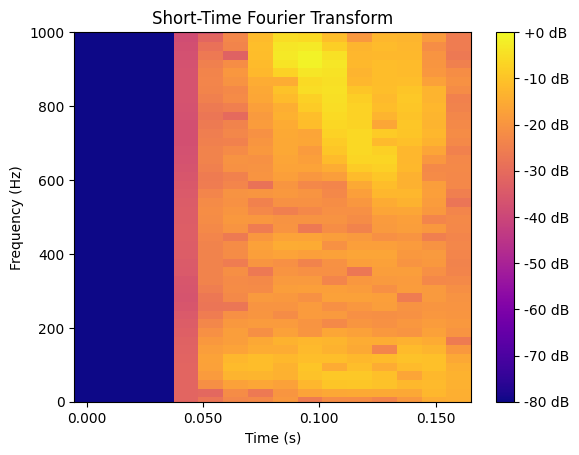 Short-Time Fourier Transform
1000
800
600
400
200
0
Frequency (Hz)
0.000
0.050
0.100
0.150
Time (s)
+0 dB
-10 dB
-20 dB
-30 dB
-40 dB
-50 dB
-60 dB
-70 dB
-80 dB